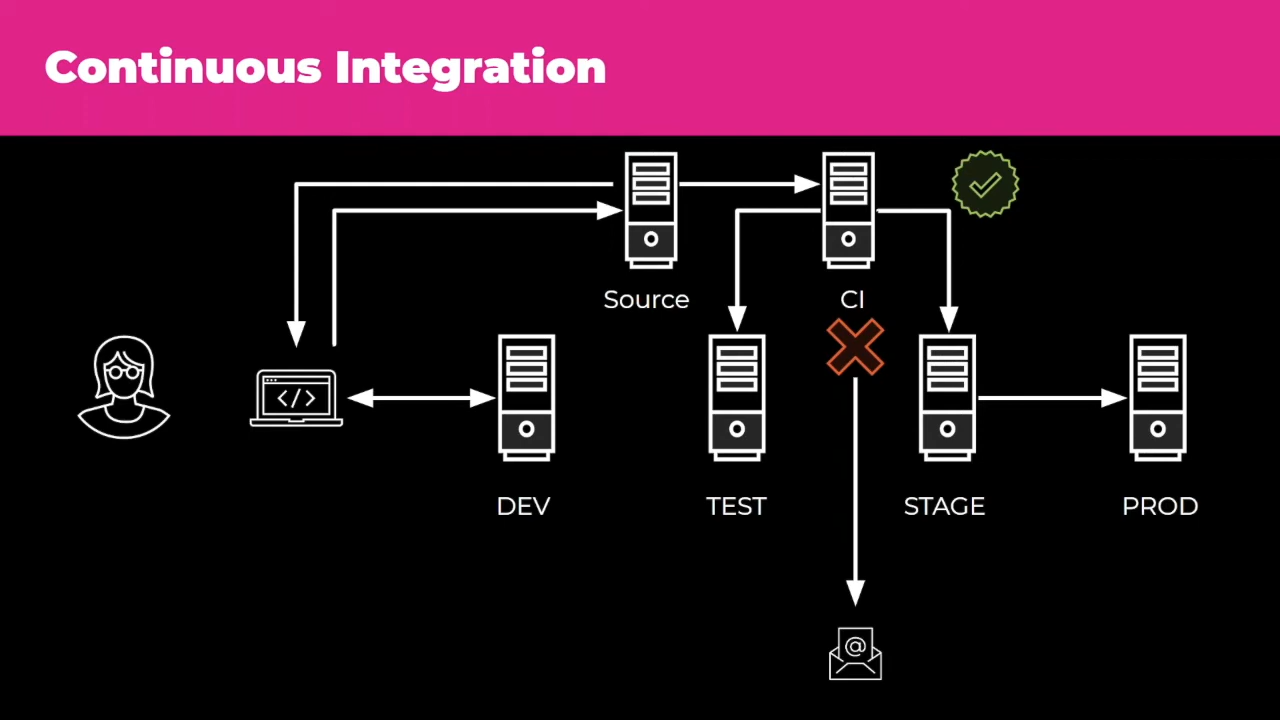 Continuous Integration
Source
CI
</>
DEV
TEST
STAGE
PROD
@